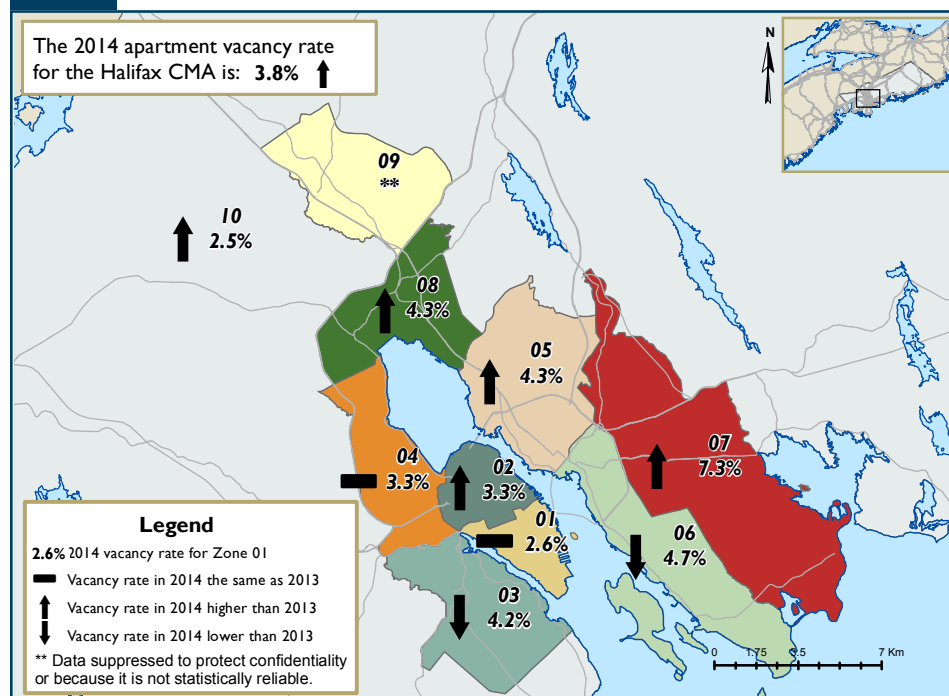 The 2014 apartment vacancy rate
for the Halifax CMA is: 3.8%
N
09
**
10
2.5%
08
4.3%
05
4.3%
07
7.3%
04
3.3%
02
3.3%
01
2.6%
06
4.7%
03
4.2%
Legend
2.6% 2014 vacancy rate for Zone 01
Vacancy rate in 2014 the same as 2013
Vacancy rate in 2014 higher than 2013
Vacancy rate in 2014 lower than 2013
** Data suppressed to protect confidentiality
or because it is not statistically reliable.
0 1.75 3.5 7 Km